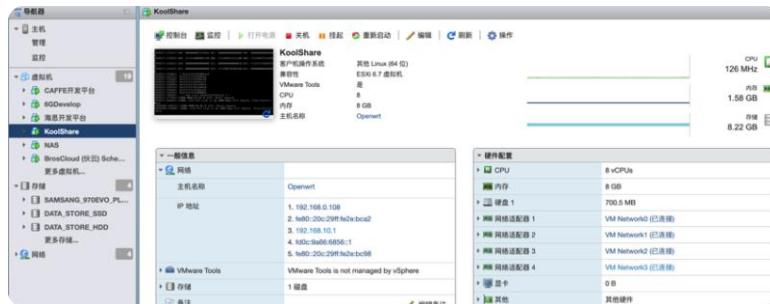 导航器
主机
管理
监控
虚拟机 19
CAFFE开发平台
6GDevelop
海思开发平台
KoolShare
NAS
BrosCloud (伙云) Sche...
更多虚拟机...
存储 4
SAMSANG_970EVO_PL...
DATA_STORE_SSD
DATA_STORE_HDD
更多存储...
网络
KoolShare
控制台 监控 打开电源 关机 挂起 重新启动 编辑 刷新 操作
KoolShare
客户机操作系统 其他 Linux (64 位)
兼容性 ESXi 6.7 虚拟机
VMware Tools 是
CPU 8
内存 8 GB
主机名称 Openwrt
CPU
126 MHz
内存
1.58 GB
存储
8.22 GB
一般信息
网络
主机名称 Openwrt
IP 地址 1. 192.168.0.108
2. fe80::20c:29ff:fe2e:bca2
3. 192.168.10.1
4. fd0c:9a66:6856::1
5. fe80::20c:29ff:fe2e:bc98
VMware Tools VMware Tools is not managed by vSphere
存储 1 磁盘
备注 编辑备注
硬件配置
CPU 8 vCPUs
内存 8 GB
硬盘 1 700.5 MB
网络适配器 1 VM Network0 (已连接)
网络适配器 2 VM Network1 (已连接)
网络适配器 3 VM Network2 (已连接)
网络适配器 4 VM Network3 (已连接)
显卡 0 B
其他 其他硬件